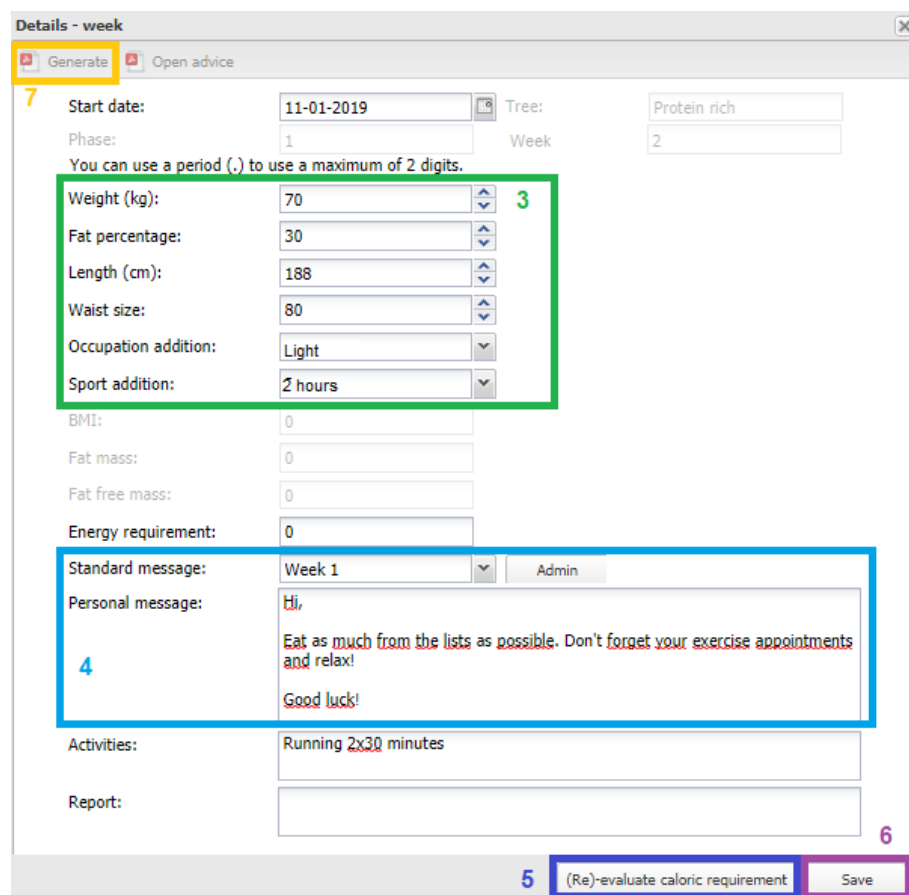 Details - week
Generate Open advice
7
Start date: 11-01-2019 Tree: Protein rich
Phase: 1 Week 2
You can use a period (.) to use a maximum of 2 digits.
Weight (kg): 70 3
Fat percentage: 30
Length (cm): 188
Waist size: 80
Occupation addition: Light
Sport addition: 2 hours
BMI: 0
Fat mass: 0
Fat free mass: 0
Energy requirement: 0
Standard message: Week 1 Admin
Personal message: Hi,
Eat as much from the lists as possible. Don't forget your exercise appointments
and relax!
4
Good luck!
Activities: Running 2x30 minutes
Report:
6
5 (Re)-evaluate caloric requirement Save